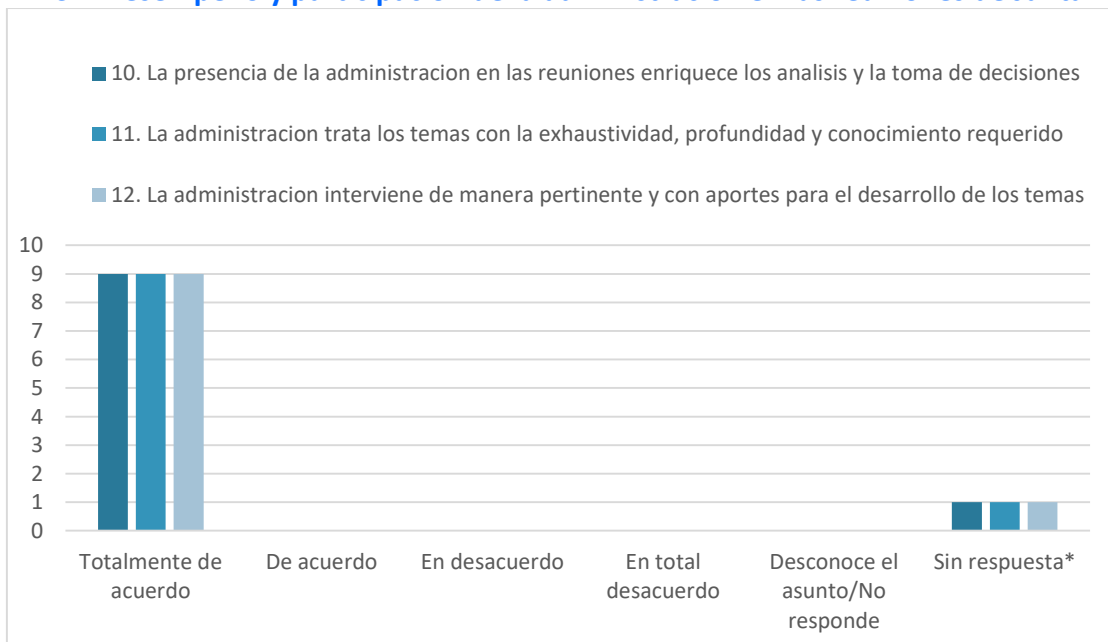 10. La presencia de la administracion en las reuniones enriquece los analisis y la toma de decisiones
11. La administracion trata los temas con la exhaustividad, profundidad y conocimiento requerido
12. La administracion interviene de manera pertinente y con aportes para el desarrollo de los temas
10
9
8
7
6
5
4
3
2
1
0
Totalmente de acuerdo
De acuerdo
En desacuerdo
En total desacuerdo
Desconoce el asunto/No responde
Sin respuesta*